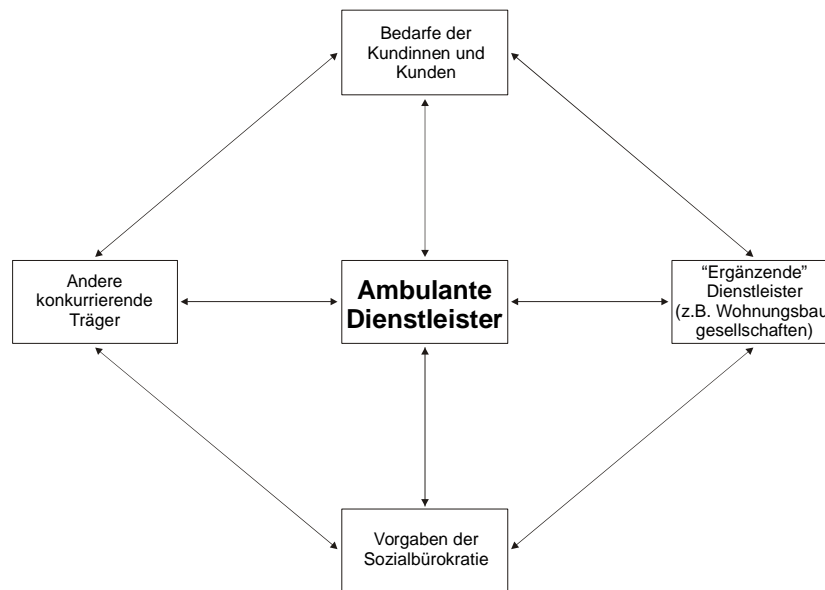 Bedarfe der
Kundinnen und
Kunden
Andere
konkurrierende
Träger
Ambulante
Dienstleister
“Ergänzende”
Dienstleister
(z.B. Wohnungsbau
gesellschaften)
Vorgaben der
Sozialbürokratie